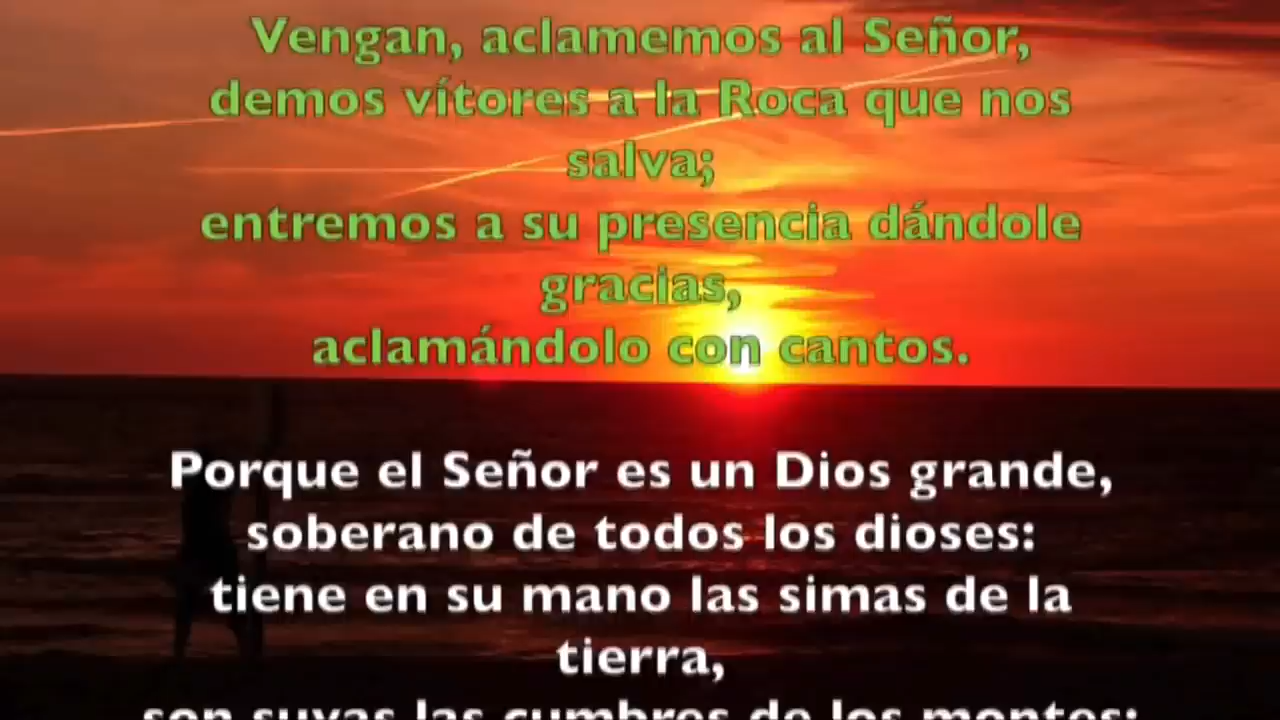 Vengan, aclamemos al Señor,
demos vítores a la Roca que nos
salva;
entremos a su presencia dándole
gracias,
aclamándolo con cantos.
Porque el Señor es un Dios grande,
soberano de todos los dioses:
tiene en su mano las simas de la
tierra,
son suyas las cumbres de los montes;